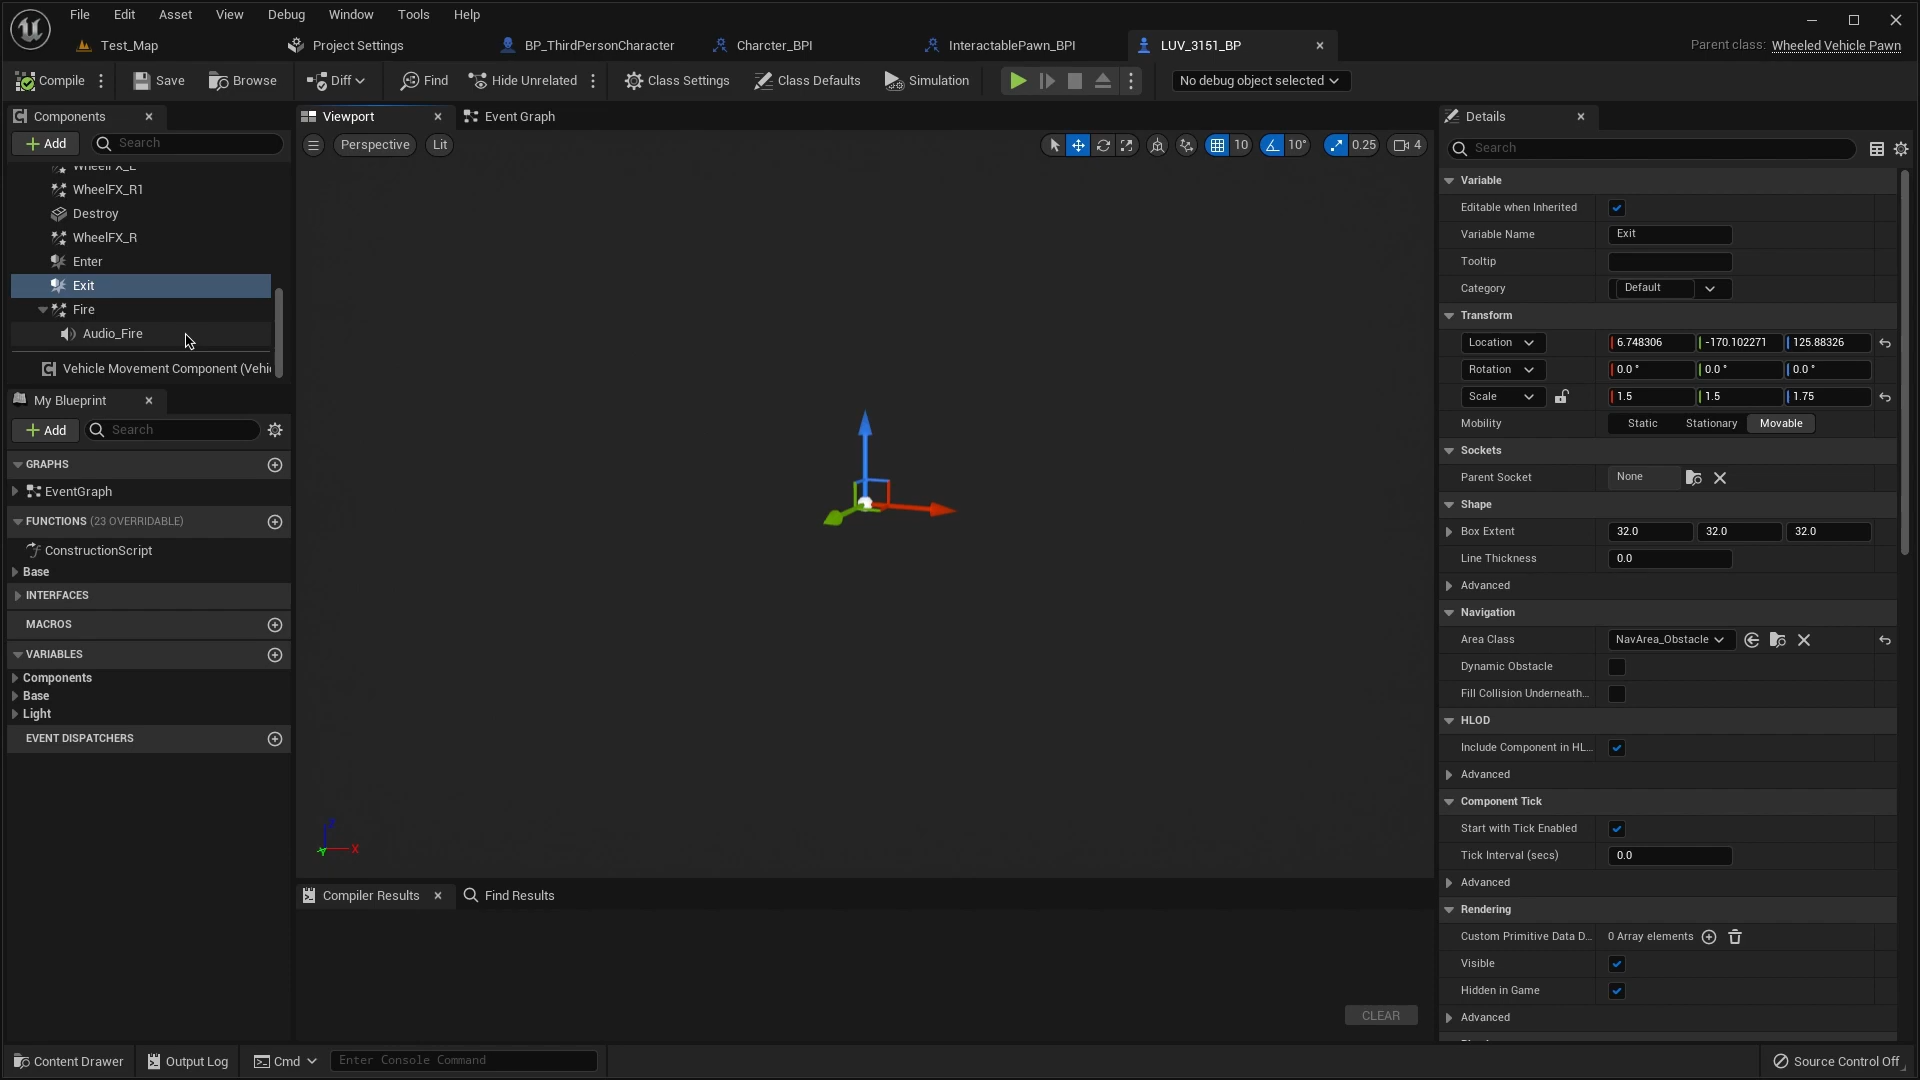 File Edit Asset View Debug Window Tools Help
Test_Map Project Settings BP_ThirdPersonCharacter Charcter_BPI InteractablePawn_BPI LUV_3151_BP Parent class: Wheeled Vehicle Pawn
Compile Save Browse Diff Find Hide Unrelated Class Settings Class Defaults Simulation No debug object selected
Components
Add Search
WheelFX_L
WheelFX_R1
Destroy
WheelFX_R
Enter
Exit
Fire
Audio_Fire
Vehicle Movement Component (Vehi
My Blueprint
Add Search
GRAPHS
EventGraph
FUNCTIONS (23 OVERRIDABLE)
ConstructionScript
Base
INTERFACES
MACROS
VARIABLES
Components
Base
Light
EVENT DISPATCHERS
Viewport Event Graph
Perspective Lit 10 10° 0.25 4
Z
Y X
Compiler Results Find Results
CLEAR
Details
Search
Variable
Editable when Inherited
Variable Name Exit
Tooltip
Category Default
Transform
Location 6.748306 -170.102271 125.88326
Rotation 0.0 ° 0.0 ° 0.0 °
Scale 1.5 1.5 1.75
Mobility Static Stationary Movable
Sockets
Parent Socket None
Shape
Box Extent 32.0 32.0 32.0
Line Thickness 0.0
Advanced
Navigation
Area Class NavArea_Obstacle
Dynamic Obstacle
Fill Collision Underneath...
HLOD
Include Component in HL...
Advanced
Component Tick
Start with Tick Enabled
Tick Interval (secs) 0.0
Advanced
Rendering
Custom Primitive Data D... 0 Array elements
Visible
Hidden in Game
Advanced
Content Drawer Output Log Cmd Enter Console Command Source Control Off